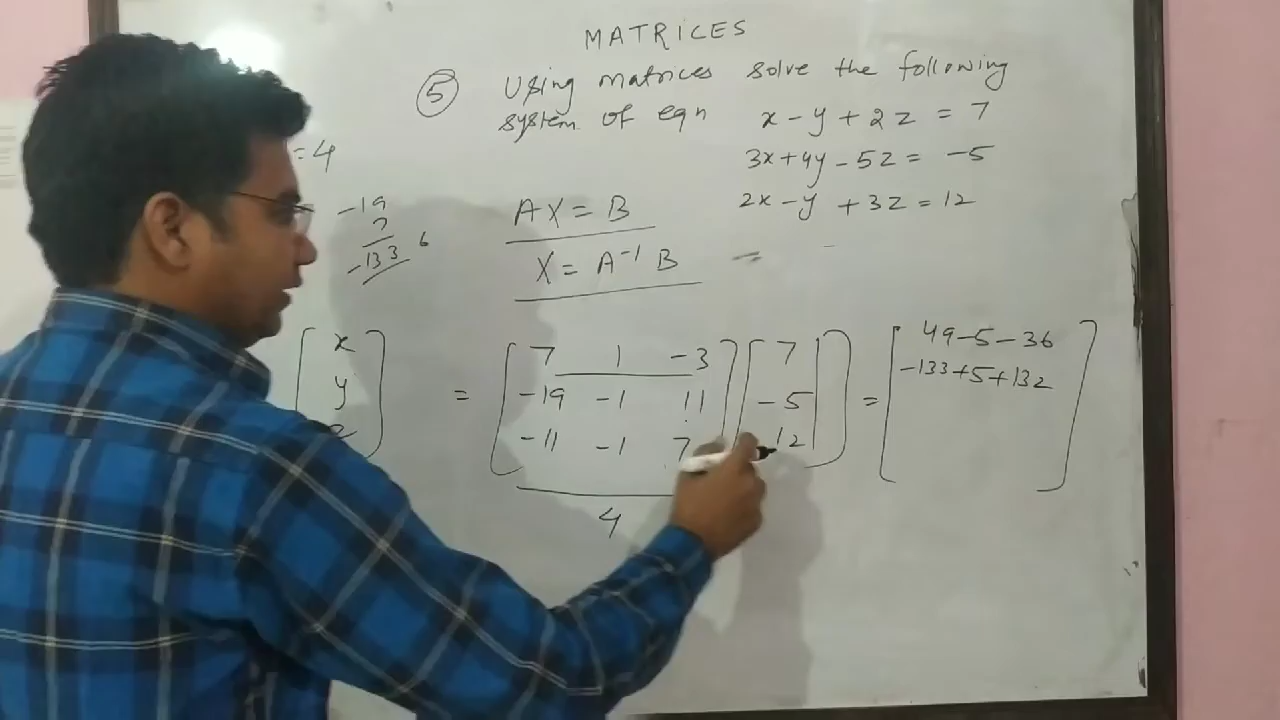 MATRICES
⑤ Using matrices solve the following
system of eqn x - y + 2z = 7
3x + 4y - 5z = -5
2x - y + 3z = 12
= 4
-19
7
-133 6
AX = B
X = A⁻¹ B =
x
y
z
=
7 1 -3
-19 -1 11
-11 -1 7
4
7
-5
12
=
49 - 5 - 36
-133 + 5 + 132